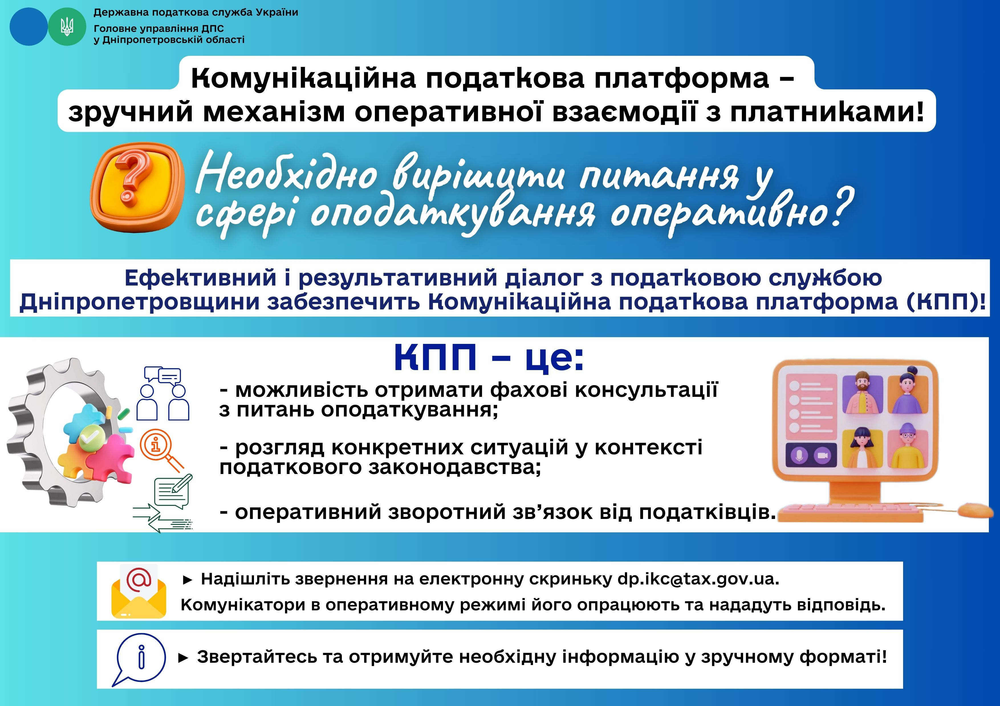 Державна податкова служба України
Головне управління ДПС
у Дніпропетровській області
Комунікаційна податкова платформа –
зручний механізм оперативної взаємодії з платниками!
Необхідно вирішити питання у
сфері оподаткування оперативно?
Ефективний і результативний діалог з податковою службою
Дніпропетровщини забезпечить Комунікаційна податкова платформа (КПП)!
КПП – це:
- можливість отримати фахові консультації
з питань оподаткування;
- розгляд конкретних ситуацій у контексті
податкового законодавства;
- оперативний зворотний зв’язок від податківців.
► Надішліть звернення на електронну скриньку dp.ikc@tax.gov.ua.
Комунікатори в оперативному режимі його опрацюють та нададуть відповідь.
► Звертайтесь та отримуйте необхідну інформацію у зручному форматі!